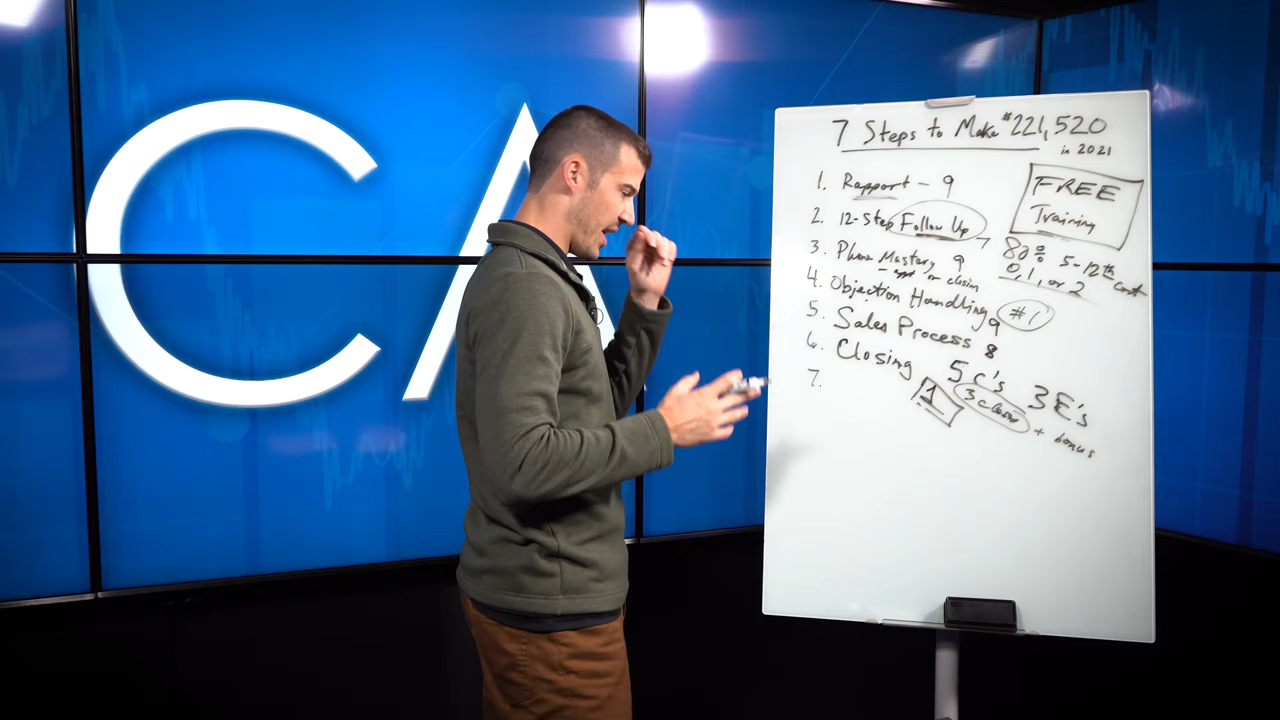 CA
7 Steps to Make $221,520
in 2021
FREE
Training
1. Rapport - 9
2. 12-Step Follow Up
80% 5-12th
0, 1, or 2 cont
3. Phone Mastery 9
- appt or closing
4. Objection Handling 9 #1
5. Sales Process 8
6. Closing 5 C's 3 E's
1 3 closes + bonus
7.